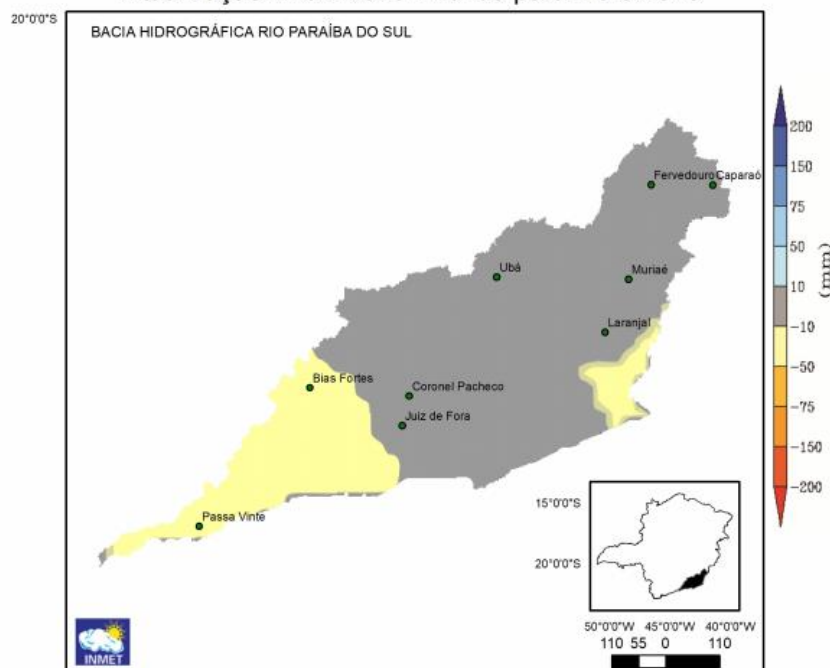 20°0'0"S
BACIA HIDROGRÁFICA RIO PARAÍBA DO SUL
200
150
75
50
10
-10
-50
-75
-150
-200
(mm)
Fervedouro
Caparaó
Ubá
Muriaé
Laranjal
Bias Fortes
Coronel Pacheco
Juiz de Fora
Passa Vinte
15°0'0"S
20°0'0"S
50°0'0"W 45°0'0"W 40°0'0"W
110 55 0 110
INMET